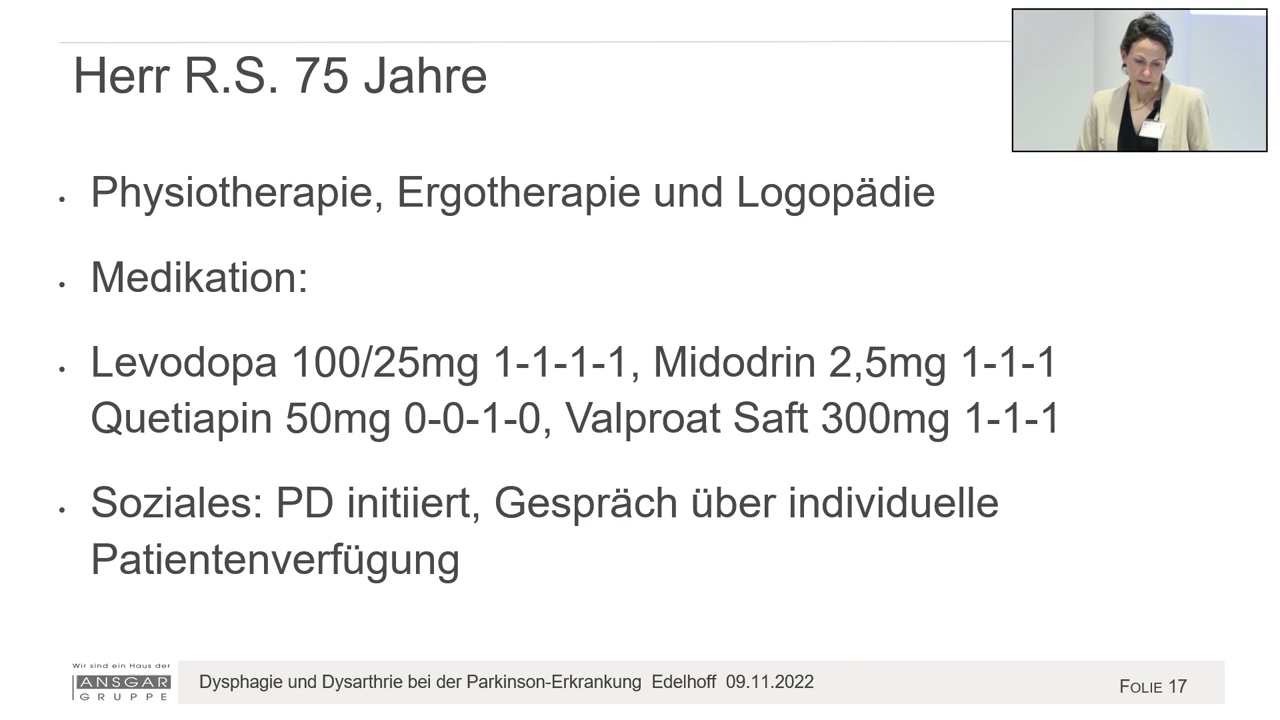 Herr R.S. 75 Jahre
• Physiotherapie, Ergotherapie und Logopädie
• Medikation:
• Levodopa 100/25mg 1-1-1-1, Midodrin 2,5mg 1-1-1
Quetiapin 50mg 0-0-1-0, Valproat Saft 300mg 1-1-1
• Soziales: PD initiiert, Gespräch über individuelle
Patientenverfügung
Wir sind ein Haus der
ANSGAR
GRUPPE
Dysphagie und Dysarthrie bei der Parkinson-Erkrankung Edelhoff 09.11.2022
FOLIE 17